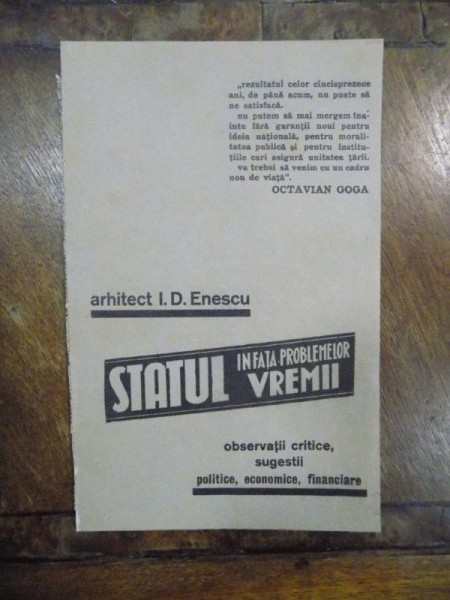 „rezultatul celor cincisprezece
ani, de până acum, nu poate să
ne satisfacă.
nu putem să mai mergem îna-
inte fără garanții noui pentru
ideia națională, pentru morali-
tatea publică și pentru institu-
țiile cari asigură unitatea țării.
va trebui să venim cu un cadru
nou de viață".
OCTAVIAN GOGA
arhitect I. D. Enescu
STATUL IN FAȚA PROBLEMELOR
VREMII
observații critice,
sugestii
politice, economice, financiare